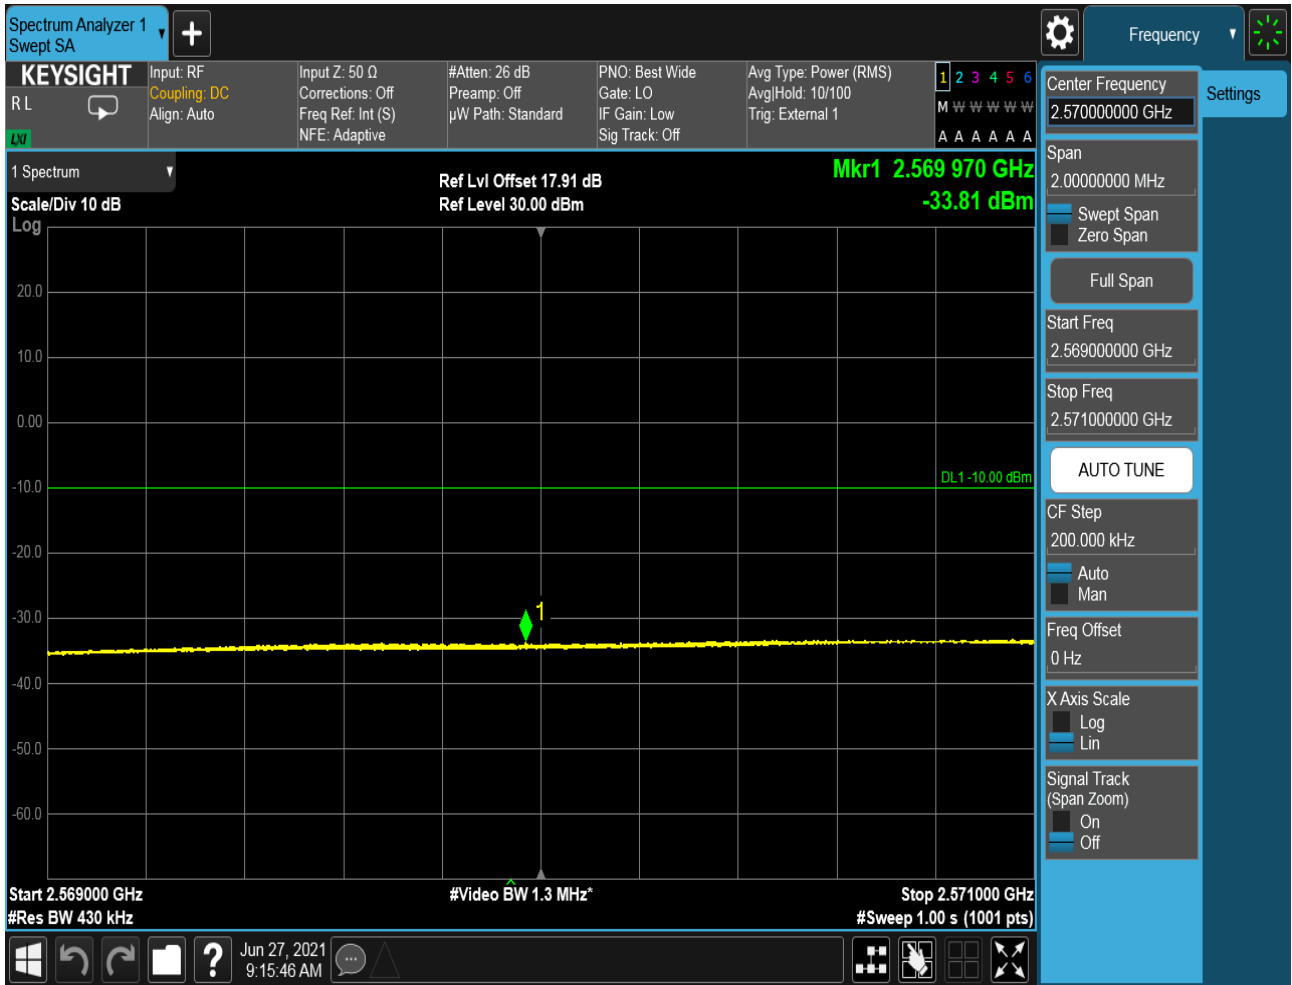 Spectrum Analyzer 1
Swept SA
Frequency
KEYSIGHT
R L
LXI
Input: RF
Coupling: DC
Align: Auto
Input Z: 50 Ω
Corrections: Off
Freq Ref: Int (S)
NFE: Adaptive
#Atten: 26 dB
Preamp: Off
µW Path: Standard
PNO: Best Wide
Gate: LO
IF Gain: Low
Sig Track: Off
Avg Type: Power (RMS)
Avg|Hold: 10/100
Trig: External 1
1 2 3 4 5 6
M W W W W W
A A A A A A
1 Spectrum
Scale/Div 10 dB
Log
Ref Lvl Offset 17.91 dB
Ref Level 30.00 dBm
Mkr1 2.569 970 GHz
-33.81 dBm
20.0
10.0
0.00
-10.0
-20.0
-30.0
-40.0
-50.0
-60.0
DL1 -10.00 dBm
1
Start 2.569000 GHz
#Res BW 430 kHz
#Video BW 1.3 MHz*
Stop 2.571000 GHz
#Sweep 1.00 s (1001 pts)
Center Frequency
2.570000000 GHz
Settings
Span
2.00000000 MHz
Swept Span
Zero Span
Full Span
Start Freq
2.569000000 GHz
Stop Freq
2.571000000 GHz
AUTO TUNE
CF Step
200.000 kHz
Auto
Man
Freq Offset
0 Hz
X Axis Scale
Log
Lin
Signal Track
(Span Zoom)
On
Off
?
Jun 27, 2021
9:15:46 AM